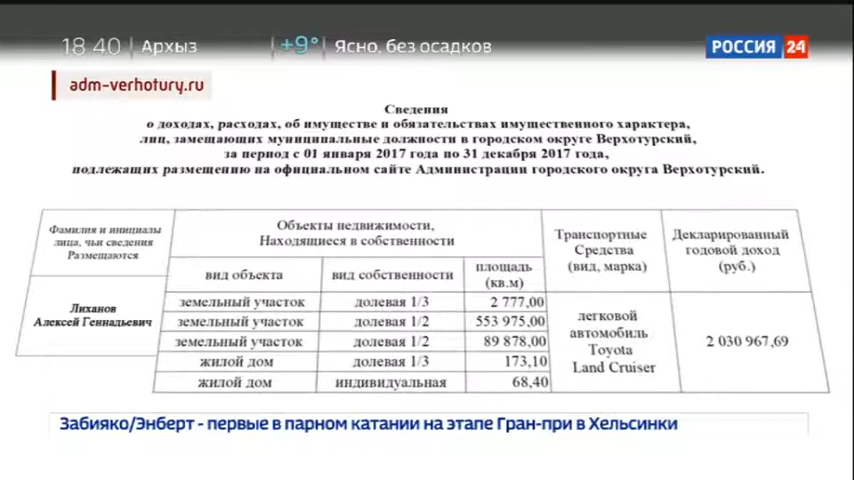 18.40 Архыз +9° Ясно, без осадков РОССИЯ 24
adm-verhotury.ru
Сведения
о доходах, расходах, об имуществе и обязательствах имущественного характера,
лиц, замещающих муниципальные должности в городском округе Верхотурский,
за период с 01 января 2017 года по 31 декабря 2017 года,
подлежащих размещению на официальном сайте Администрации городского округа Верхотурский.
Фамилия и инициалы
лица, чьи сведения
Размещаются
Объекты недвижимости,
Находящиеся в собственности
Транспортные
Средства
(вид, марка)
Декларированный
годовой доход
(руб.)
вид объекта вид собственности площадь
(кв.м)
Лиханов
Алексей Геннадьевич
земельный участок долевая 1/3 2 777,00
земельный участок долевая 1/2 553 975,00
земельный участок долевая 1/2 89 878,00
жилой дом долевая 1/3 173,10
жилой дом индивидуальная 68,40
легковой
автомобиль
Toyota
Land Cruiser
2 030 967,69
Забияко/Энберт - первые в парном катании на этапе Гран-при в Хельсинки